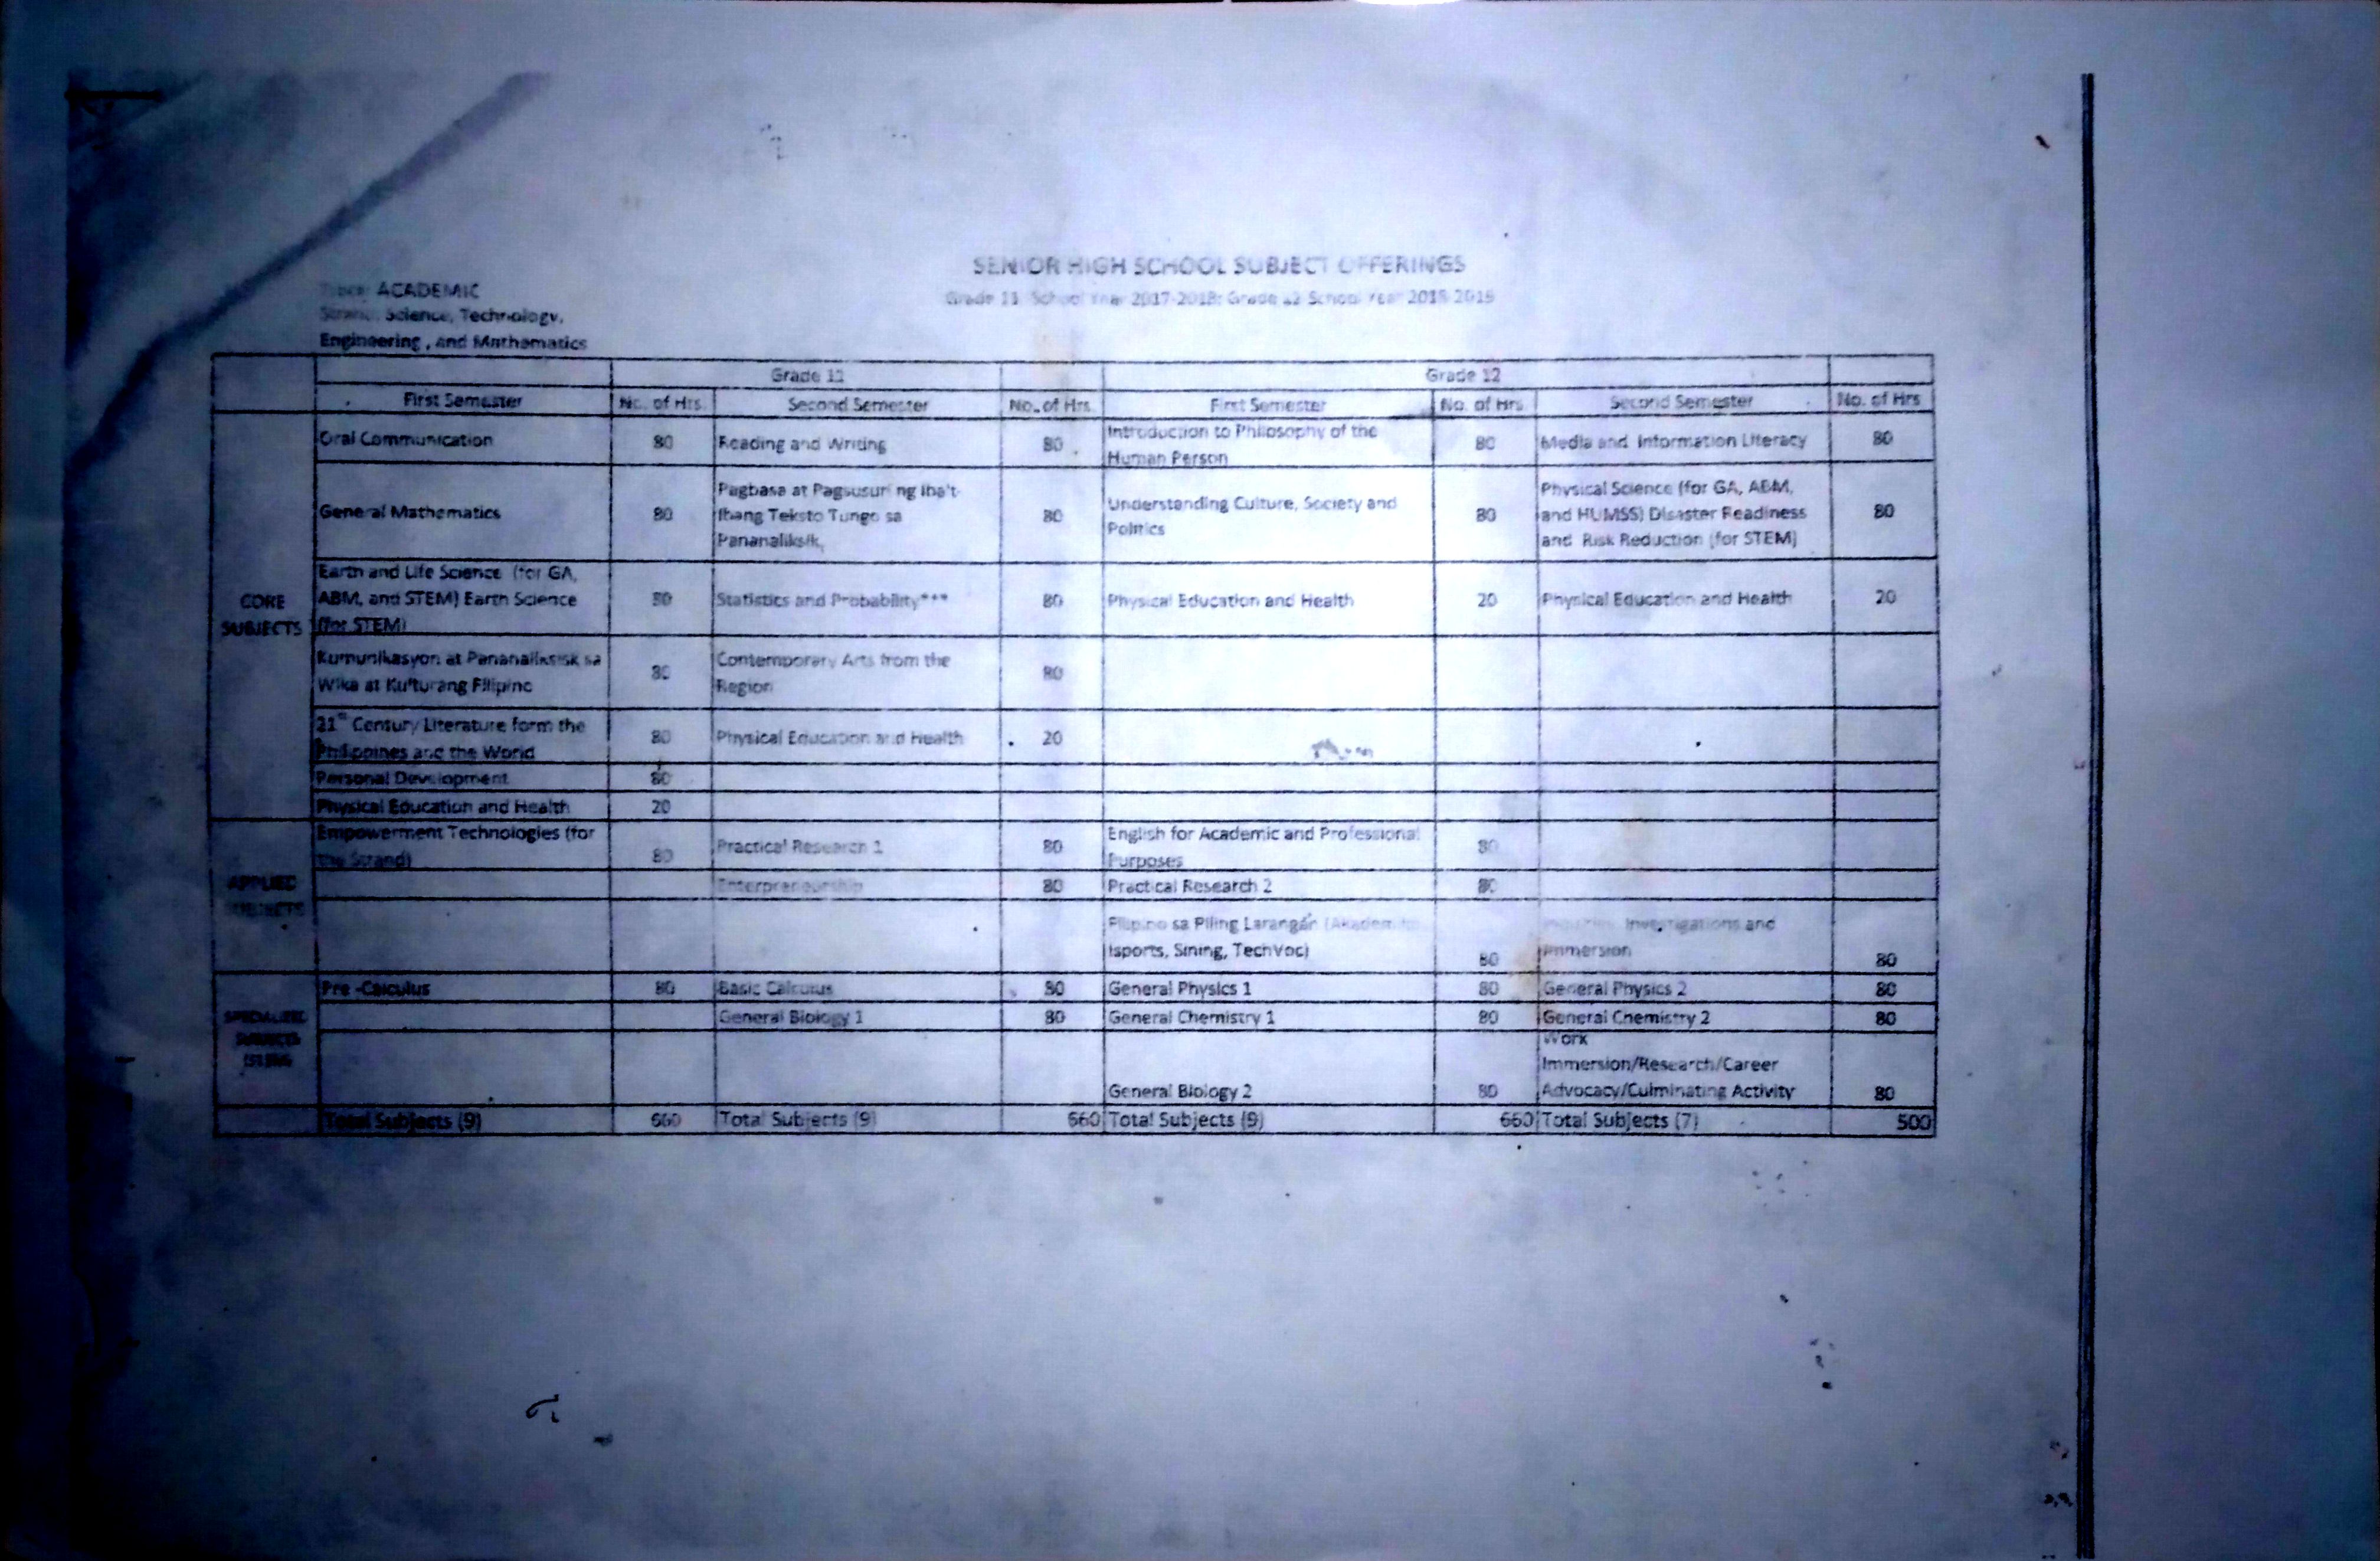 SENIOR HIGH SCHOOL SUBJECT OFFERINGS
Grade 11 School Year 2017-2018; Grade 12 School Year 2018-2019
ACADEMIC
Strand: Science, Technology,
Engineering , and Mathematics
Grade 11 Grade 12
First Semester No. of Hrs. Second Semester No. of Hrs. First Semester No. of Hrs. Second Semester No. of Hrs
CORE SUBJECTS
Oral Communication 80 Reading and Writing 80 Introduction to Philosophy of the
Human Person 80 Media and Information Literacy 80
General Mathematics 80 Pagbasa at Pagsusuri ng Iba't-
Ibang Teksto Tungo sa
Pananaliksik, 80 Understanding Culture, Society and
Politics 80 Physical Science (for GA, ABM,
and HUMSS) Disaster Readiness
and Risk Reduction (for STEM) 80
Earth and Life Science (for GA,
ABM, and STEM) Earth Science
(for STEM) 80 Statistics and Probability*** 80 Physical Education and Health 20 Physical Education and Health 20
Kumunikasyon at Pananaliksisk sa
Wika at Kulturang Filipino 80 Contemporary Arts from the
Region 80
21st Century Literature form the
Philippines and the World 80 Physical Education and Health 20
Personal Development 80
Physical Education and Health 20
APPLIED SUBJECTS
Empowerment Technologies (for
the Strand) 80 Practical Research 1 80 English for Academic and Professional
Purposes 80
80 Practical Research 2 80
Filipino sa Piling Larangan
Isports, Sining, TechVoc) 80 Investigations and
Immersion 80
SPECIALIZED SUBJECTS
Pre -Calculus 80 Basic Calculus 80 General Physics 1 80 General Physics 2 80
General Biology 1 80 General Chemistry 1 80 General Chemistry 2 80
General Biology 2 80 Work
Immersion/Research/Career
Advocacy/Culminating Activity 80
Total Subjects (9) 660 Total Subjects (9) 660 Total Subjects (9) 660 Total Subjects (7) 500